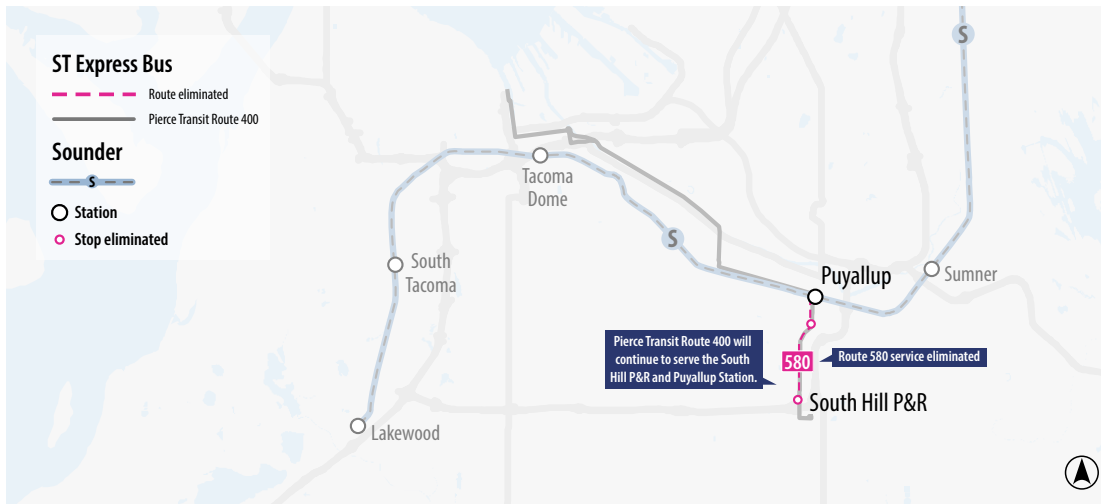 ST Express Bus
Route eliminated
Pierce Transit Route 400
Sounder
S
Station
Stop eliminated
S
Tacoma
Dome
S
South
Tacoma
Puyallup
Sumner
Pierce Transit Route 400 will
continue to serve the South
Hill P&R and Puyallup Station.
580
Route 580 service eliminated
South Hill P&R
Lakewood